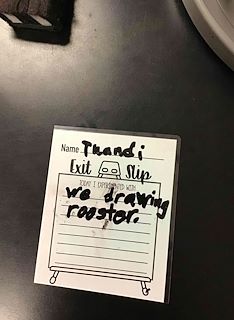 Name Thandi
Exit Slip
TODAY I EXPERIMENTED WITH
we drawing
rooster.